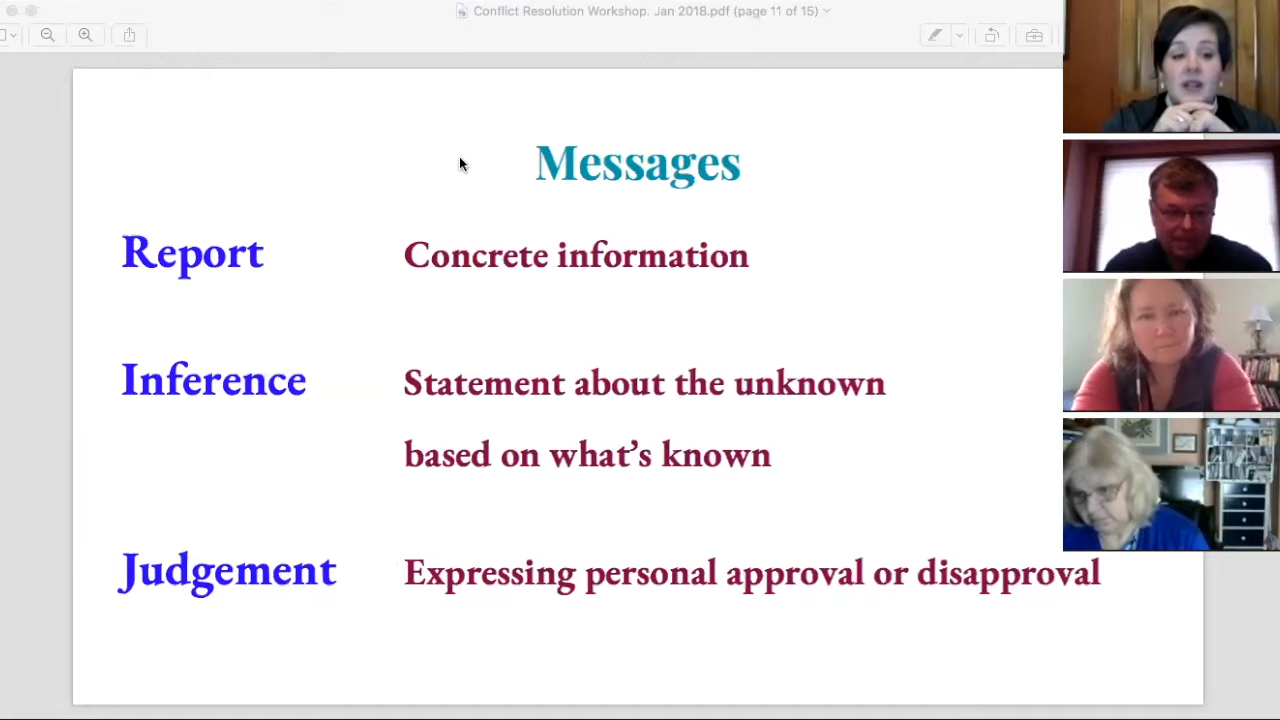 Conflict Resolution Workshop. Jan 2018.pdf (page 11 of 15)
Messages
Report Concrete information
Inference Statement about the unknown
based on what's known
Judgement Expressing personal approval or disapproval